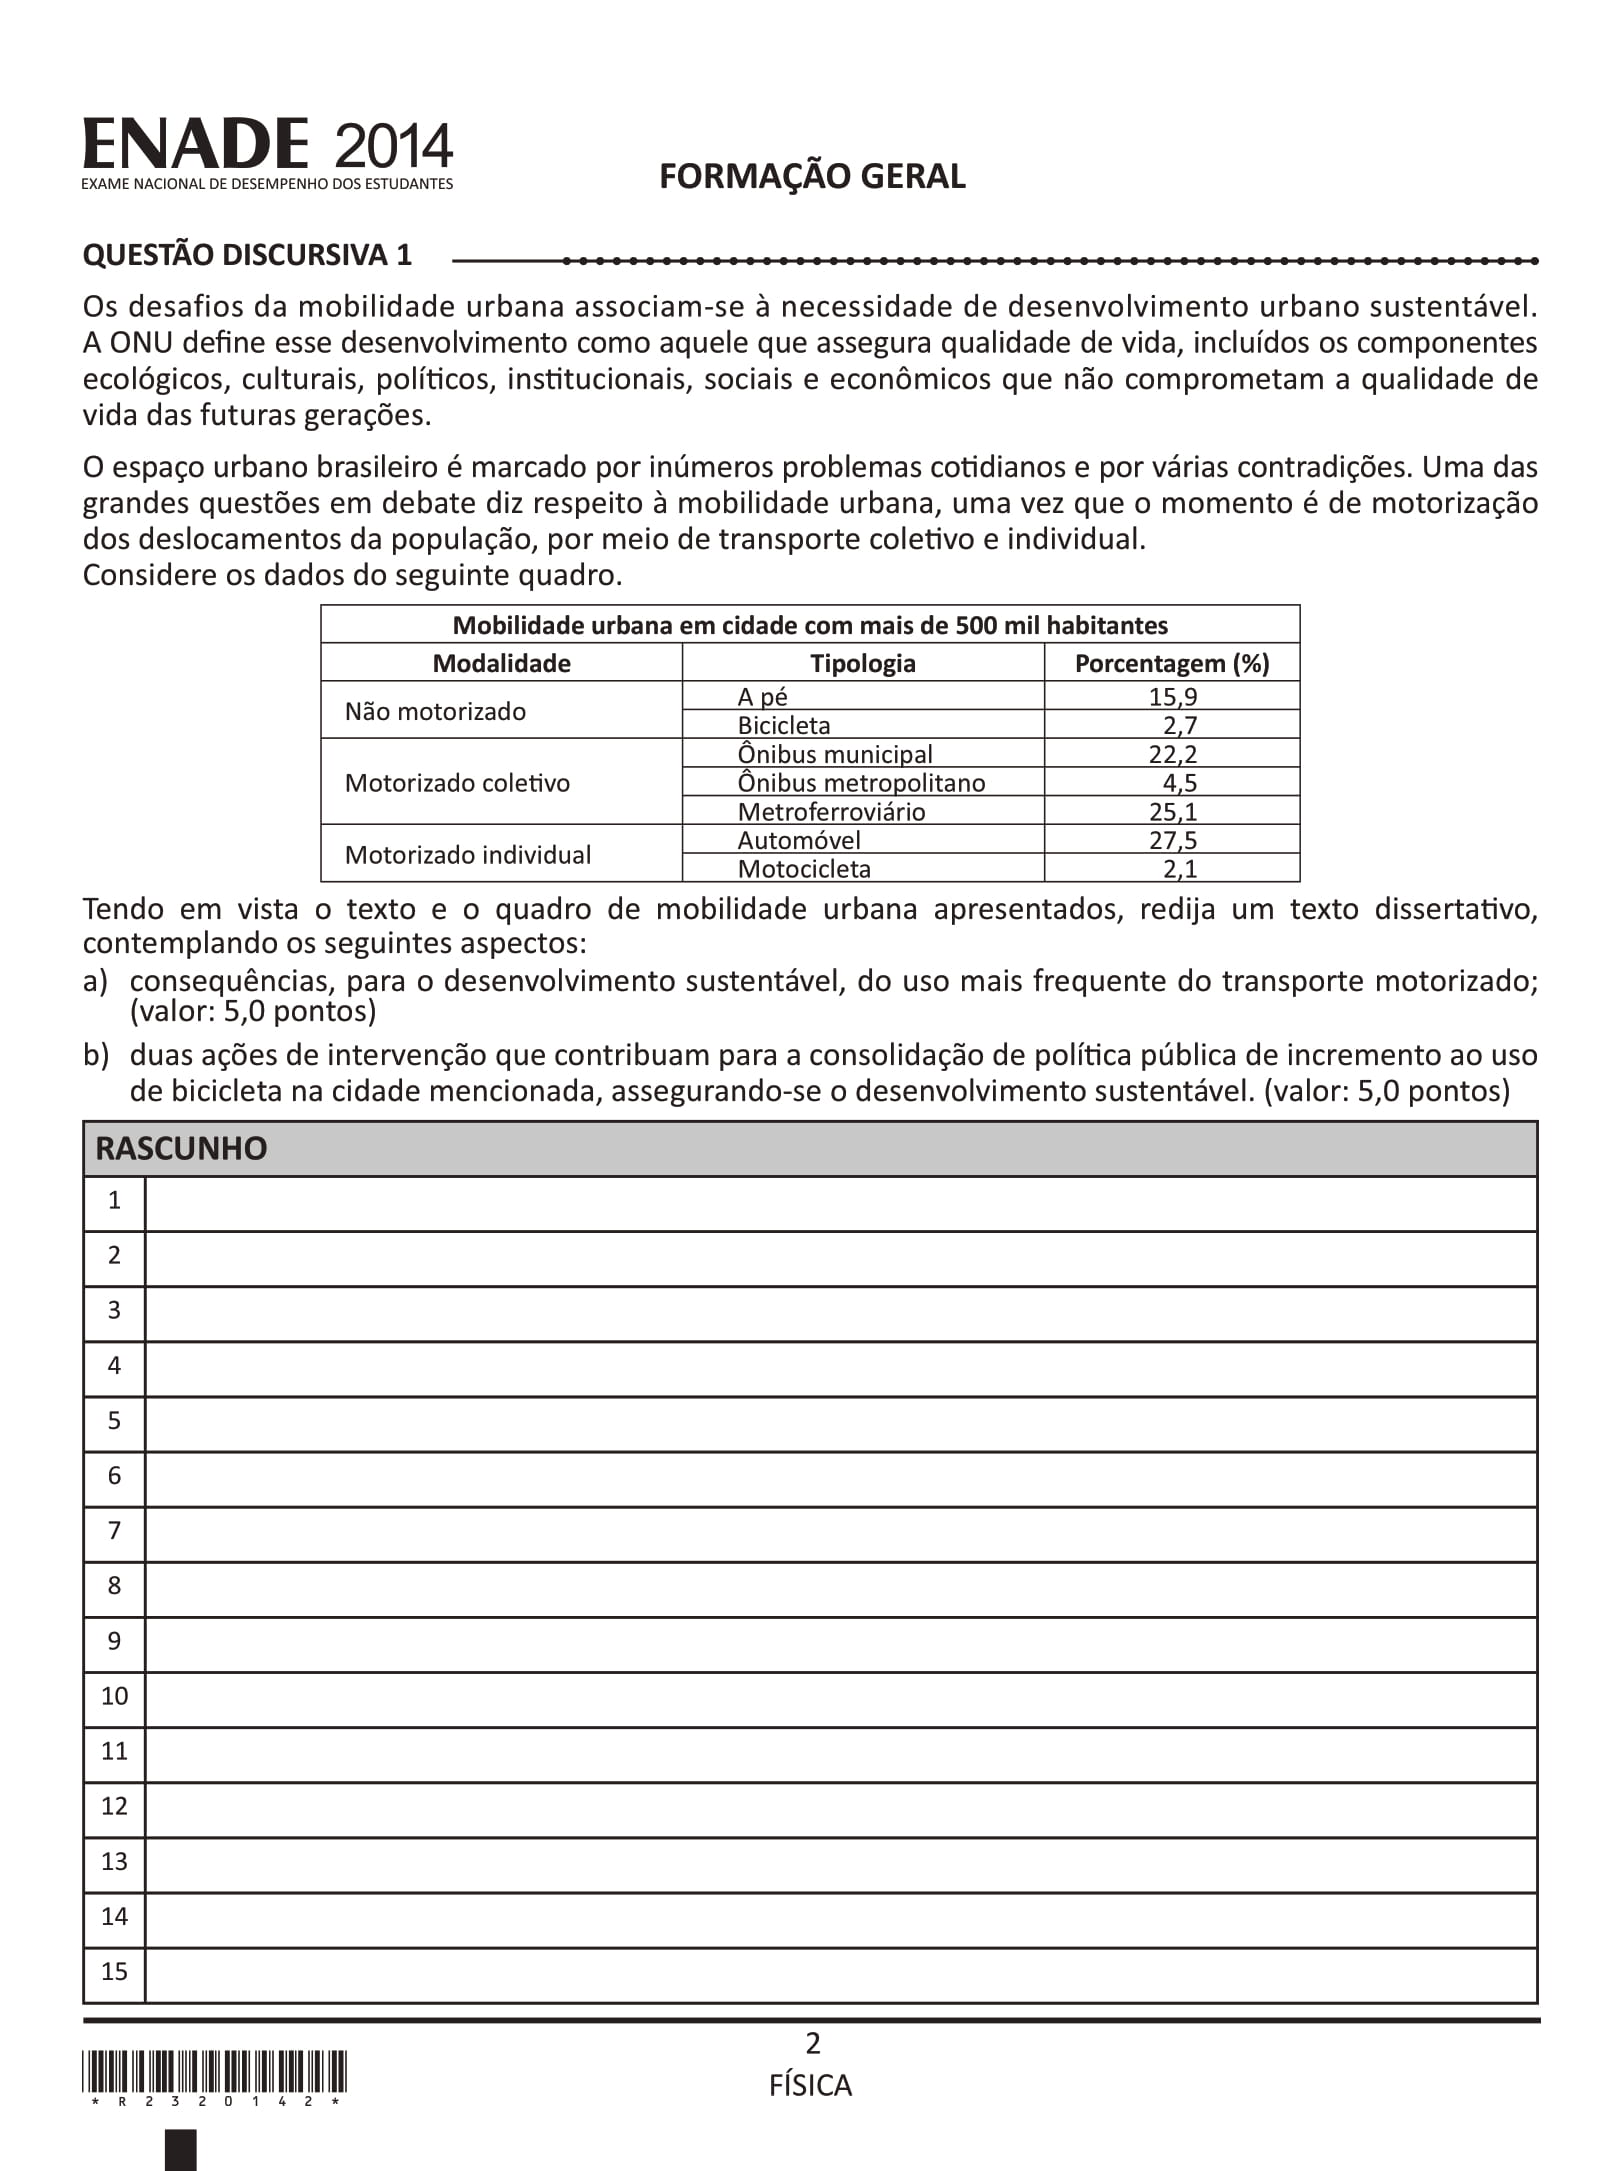 ENADE 2014
EXAME NACIONAL DE DESEMPENHO DOS ESTUDANTES
FORMAÇÃO GERAL
QUESTÃO DISCURSIVA 1
Os desafios da mobilidade urbana associam-se à necessidade de desenvolvimento urbano sustentável.
A ONU define esse desenvolvimento como aquele que assegura qualidade de vida, incluídos os componentes
ecológicos, culturais, políticos, institucionais, sociais e econômicos que não comprometam a qualidade de
vida das futuras gerações.
O espaço urbano brasileiro é marcado por inúmeros problemas cotidianos e por várias contradições. Uma das
grandes questões em debate diz respeito à mobilidade urbana, uma vez que o momento é de motorização
dos deslocamentos da população, por meio de transporte coletivo e individual.
Considere os dados do seguinte quadro.
Mobilidade urbana em cidade com mais de 500 mil habitantes
Modalidade Tipologia Porcentagem (%)
Não motorizado
A pé 15,9
Bicicleta 2,7
Motorizado coletivo
Ônibus municipal 22,2
Ônibus metropolitano 4,5
Metroferroviário 25,1
Motorizado individual
Automóvel 27,5
Motocicleta 2,1
Tendo em vista o texto e o quadro de mobilidade urbana apresentados, redija um texto dissertativo,
contemplando os seguintes aspectos:
a) consequências, para o desenvolvimento sustentável, do uso mais frequente do transporte motorizado;
(valor: 5,0 pontos)
b) duas ações de intervenção que contribuam para a consolidação de política pública de incremento ao uso
de bicicleta na cidade mencionada, assegurando-se o desenvolvimento sustentável. (valor: 5,0 pontos)
RASCUNHO
1
2
3
4
5
6
7
8
9
10
11
12
13
14
15
2
FÍSICA
* R 2 3 2 0 1 4 2 *